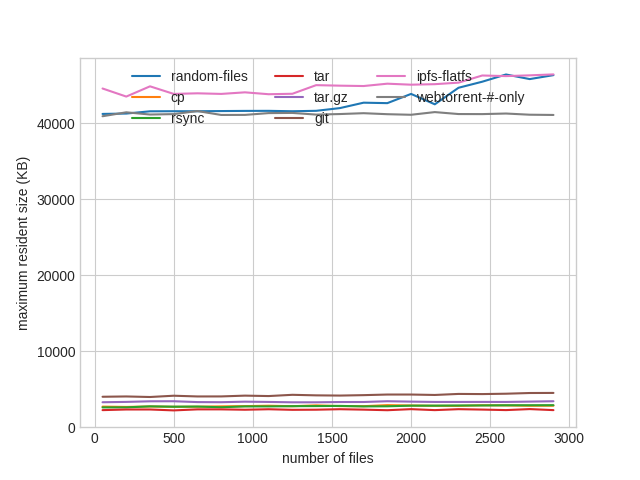 random-files tar ipfs-flatfs
cp tar.gz webtorrent-#-only
rsync git
40000
30000
20000
10000
0
maximum resident size (KB)
0 500 1000 1500 2000 2500 3000
number of files